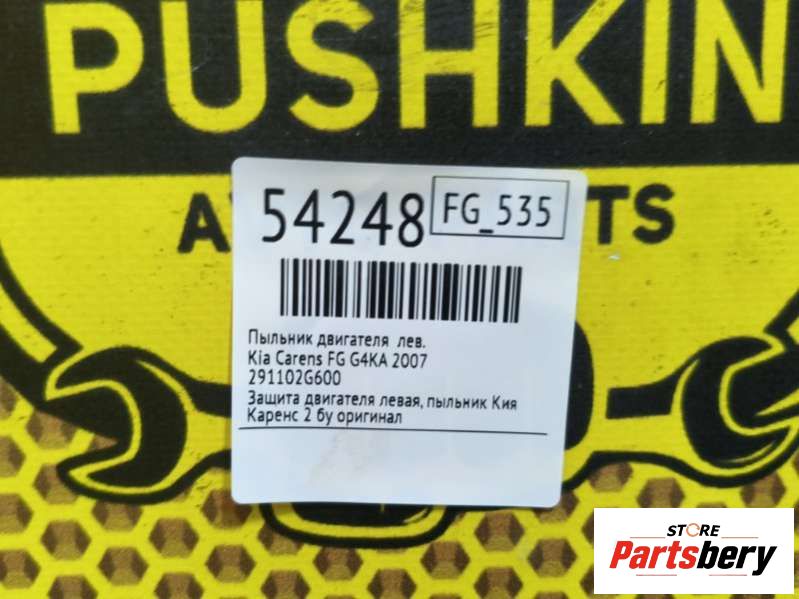 PUSHKIN
54248
FG_535
A
TS
Пыльник двигателя лев.
Kia Carens FG G4KA 2007
291102G600
Защита двигателя левая, пыльник Кия
Каренс 2 бу оригинал
STORE
Partsbery